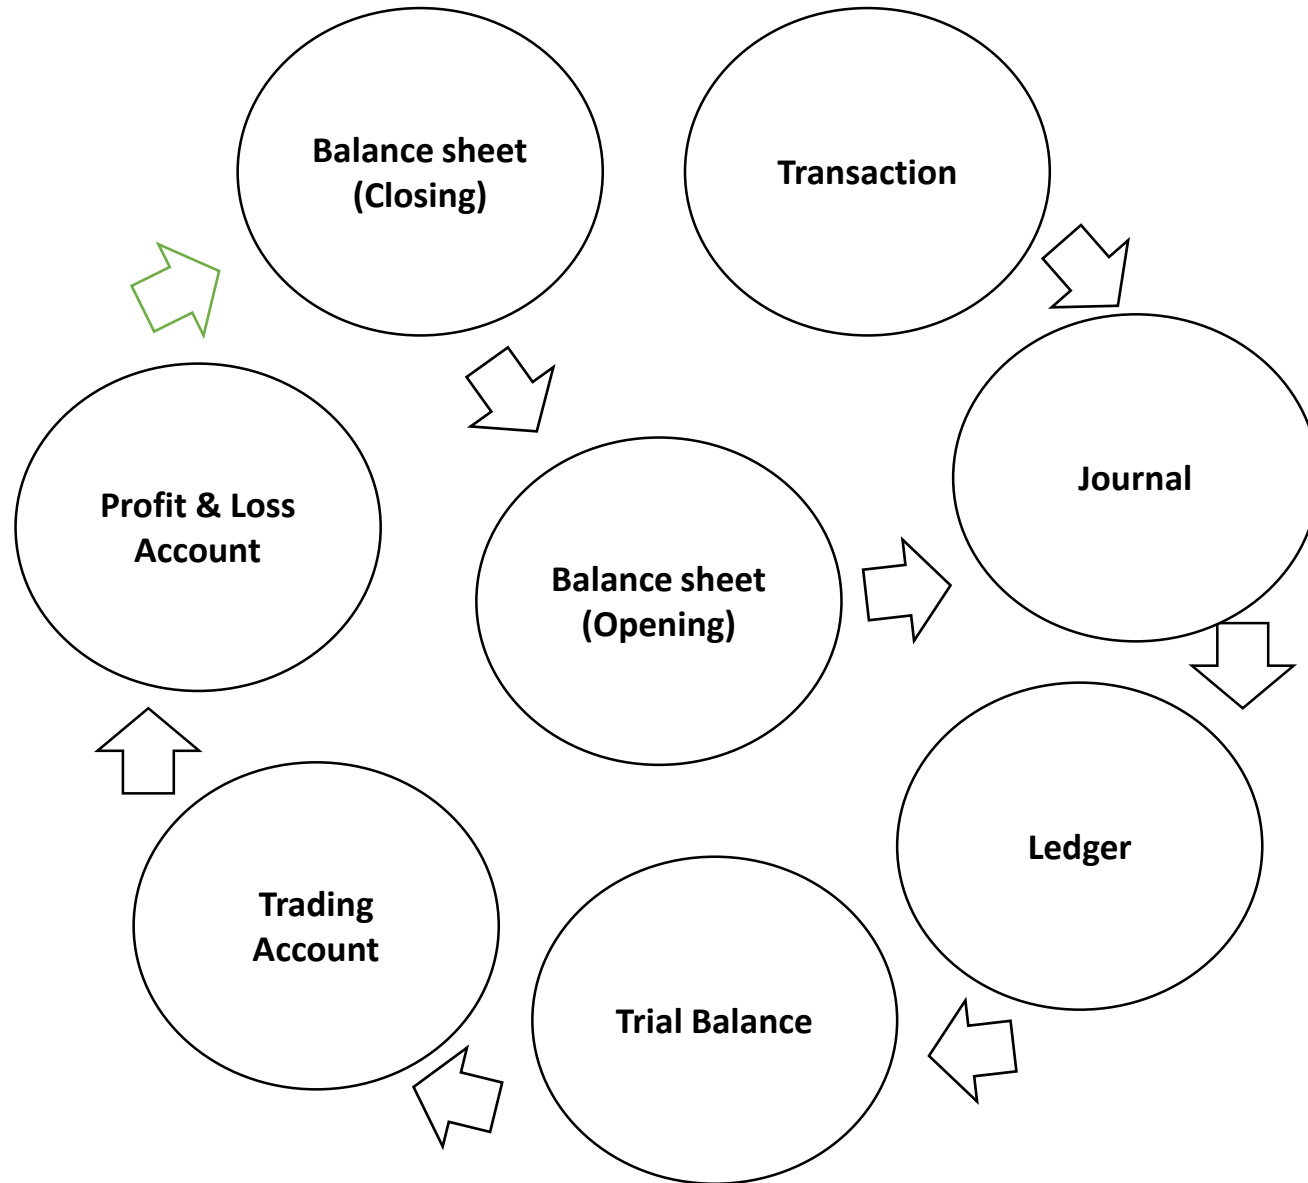 Balance sheet
(Closing)
Transaction
Journal
Profit & Loss
Account
Balance sheet
(Opening)
Ledger
Trading
Account
Trial Balance